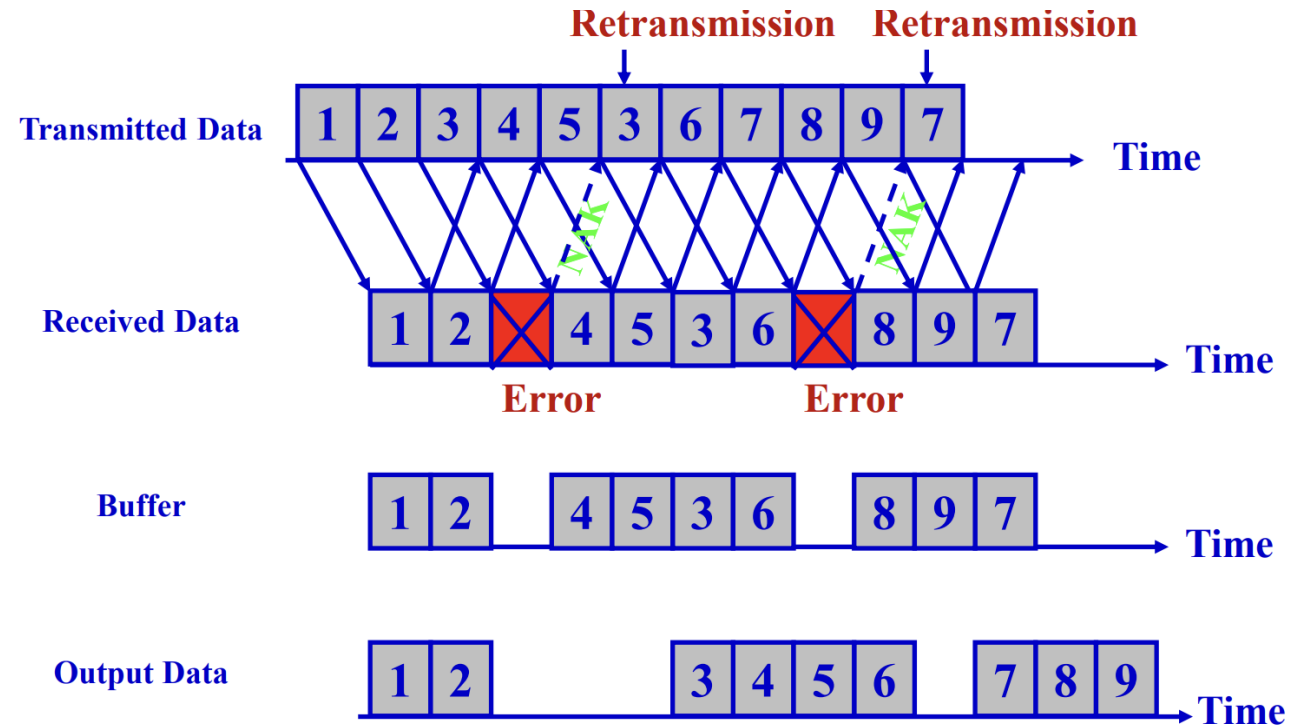 Retransmission Retransmission
Transmitted Data 1 2 3 4 5 3 6 7 8 9 7
Time
NAK NAK
Received Data 1 2 4 5 3 6 8 9 7
Time
Error Error
Buffer 1 2 4 5 3 6 8 9 7
Time
Output Data 1 2 3 4 5 6 7 8 9
Time